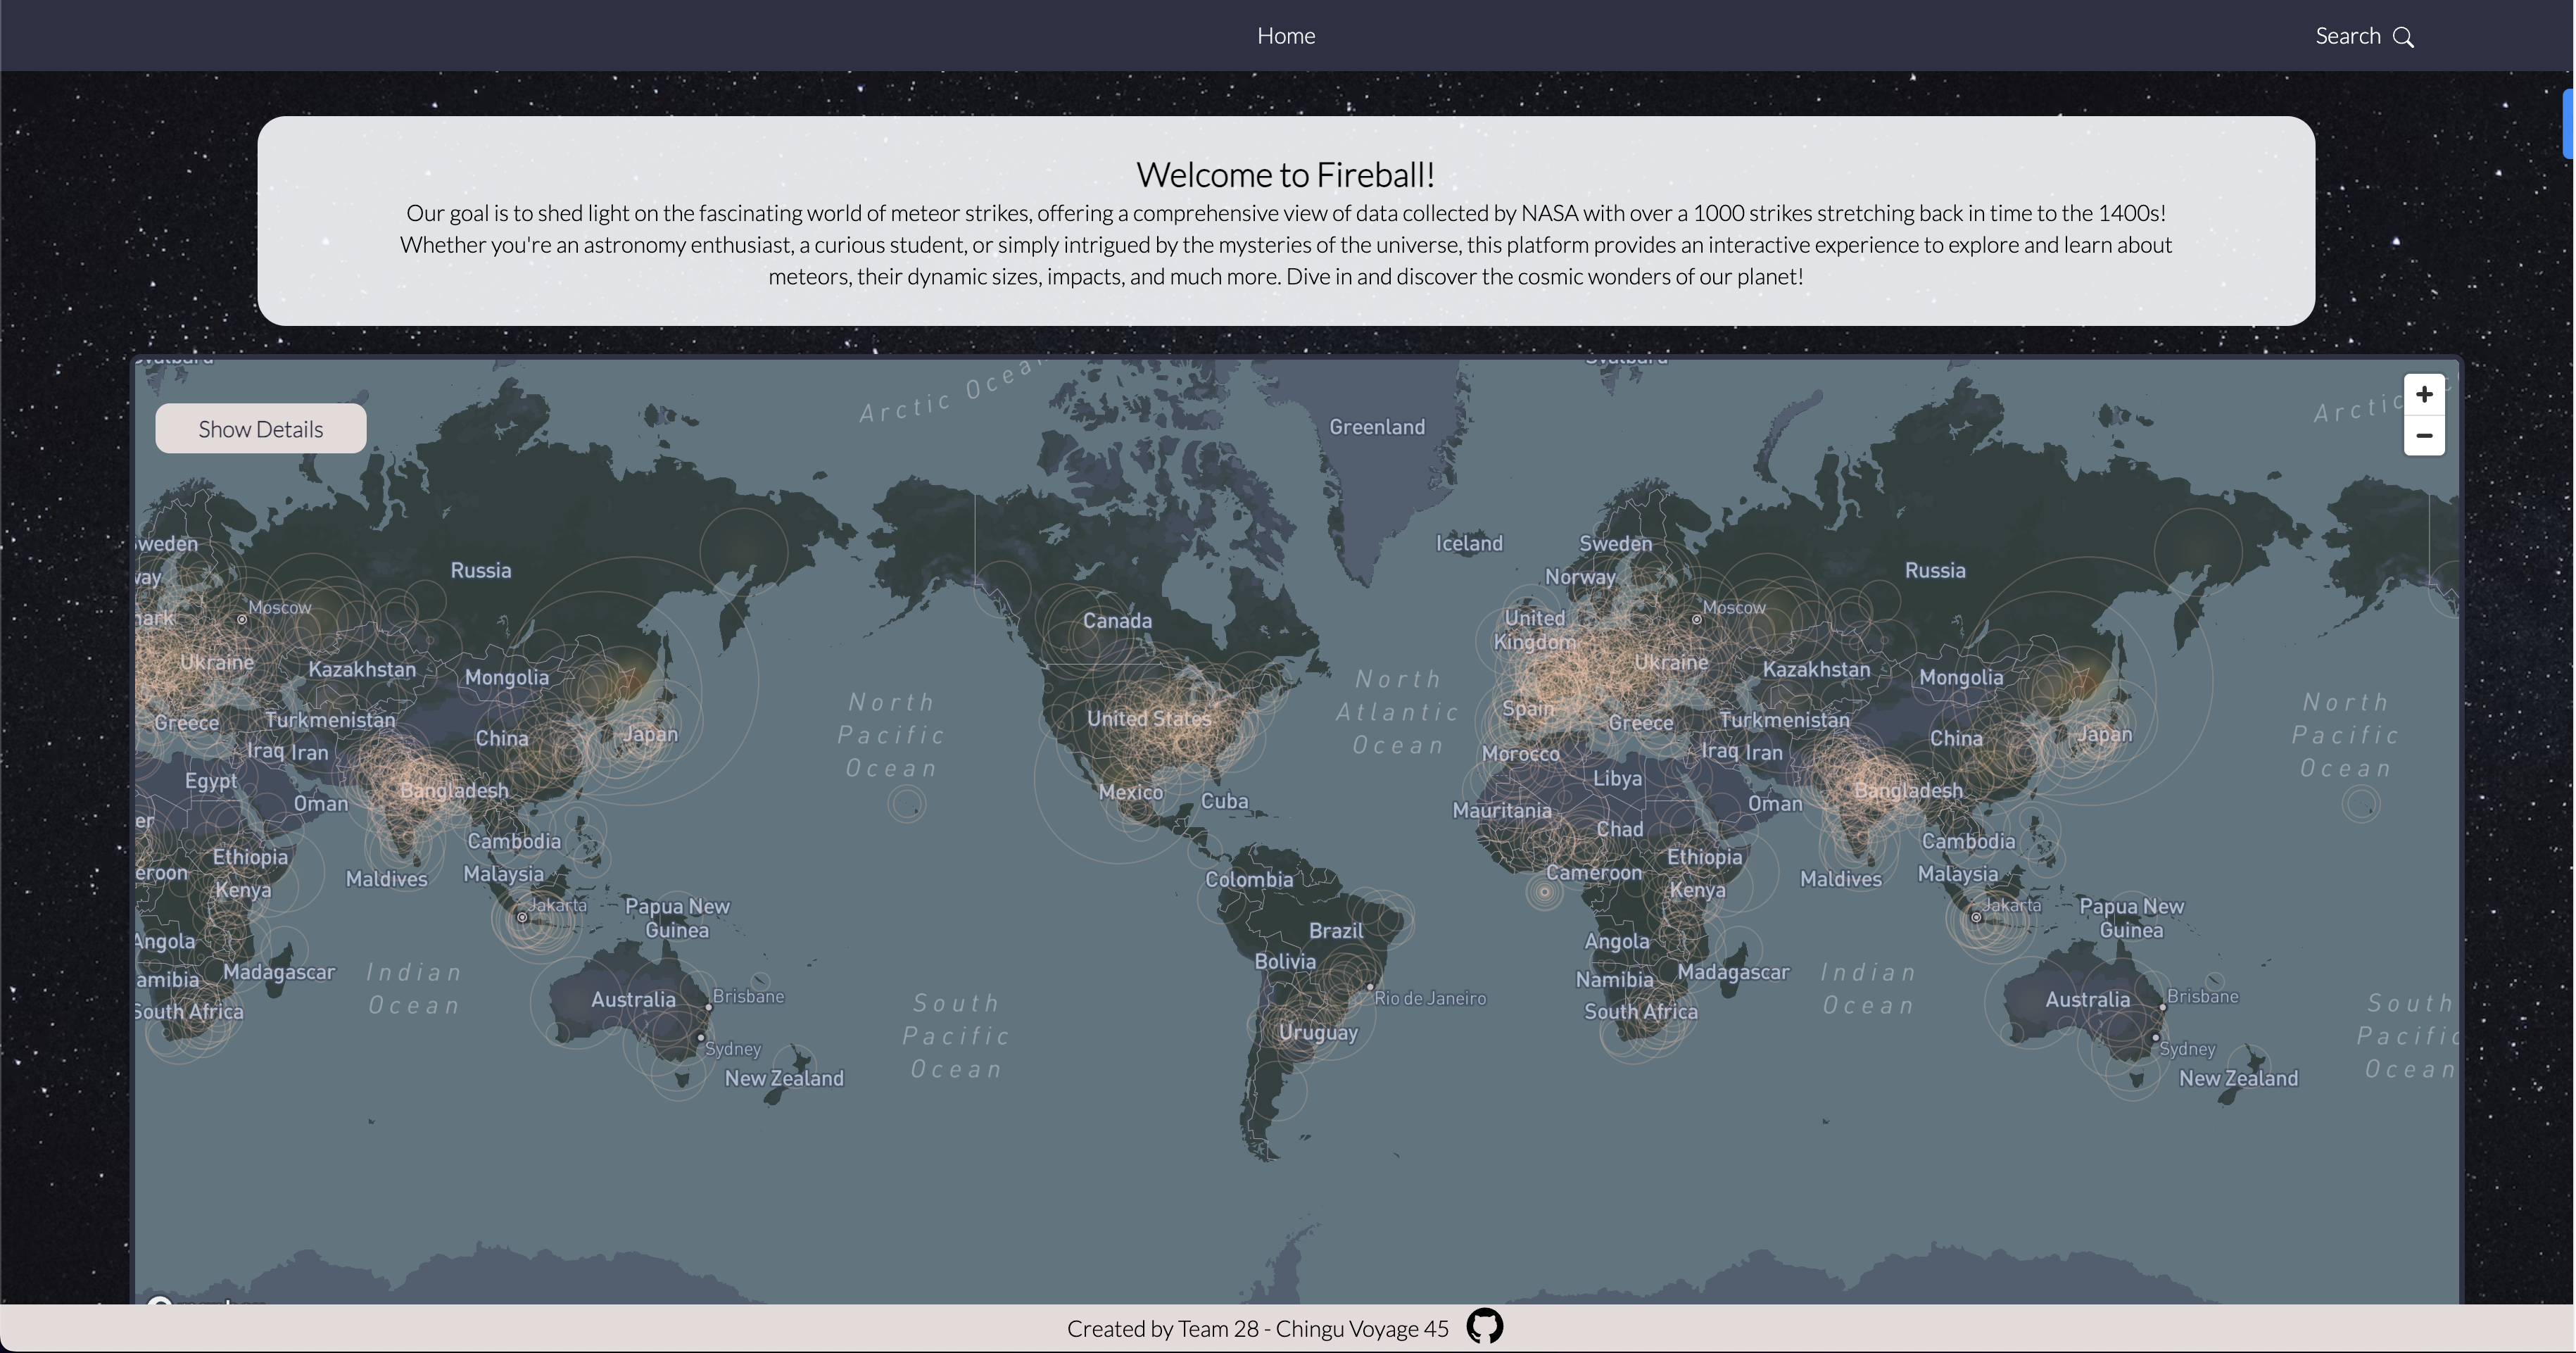 Home
Search
Welcome to Fireball!
Our goal is to shed light on the fascinating world of meteor strikes, offering a comprehensive view of data collected by NASA with over a 1000 strikes stretching back in time to the 1400s!
Whether you're an astronomy enthusiast, a curious student, or simply intrigued by the mysteries of the universe, this platform provides an interactive experience to explore and learn about
meteors, their dynamic sizes, impacts, and much more. Dive in and discover the cosmic wonders of our planet!
Show Details
Arctic Ocean
Greenland
Arctic
Sweden
Iceland
Sweden
Russia
Russia
Norway
Moscow
Canada
United
Kingdom
Moscow
Ukraine
Kazakhstan
Mongolia
Ukraine
Kazakhstan
Mongolia
North
Pacific
Ocean
North
Atlantic
Ocean
North
Pacific
Ocean
Greece
Turkmenistan
China
Japan
United States
Spain
Greece
Turkmenistan
China
Japan
Iraq
Iran
Morocco
Iraq
Iran
Egypt
Bangladesh
Mexico
Cuba
Libya
Bangladesh
Oman
Mauritania
Oman
Chad
Cambodia
Cambodia
Ethiopia
Ethiopia
Maldives
Malaysia
Colombia
Cameroon
Maldives
Malaysia
Kenya
Kenya
Jakarta
Papua New
Guinea
Jakarta
Papua New
Guinea
Brazil
Angola
Angola
Bolivia
Madagascar
Indian
Ocean
Namibia
Madagascar
Indian
Ocean
Australia
Brisbane
Rio de Janeiro
Australia
Brisbane
South Africa
South
Pacific
Ocean
South Africa
South
Pacific
Ocean
Uruguay
Sydney
Sydney
New Zealand
New Zealand
Created by Team 28 - Chingu Voyage 45